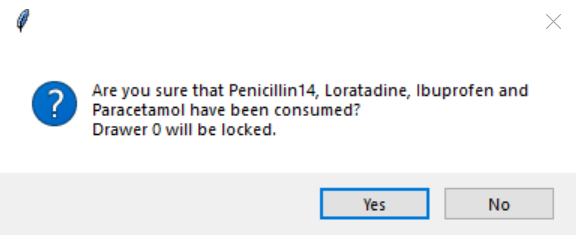 Are you sure that Penicillin14, Loratadine, Ibuprofen and
Paracetamol have been consumed?
Drawer 0 will be locked.
Yes
No